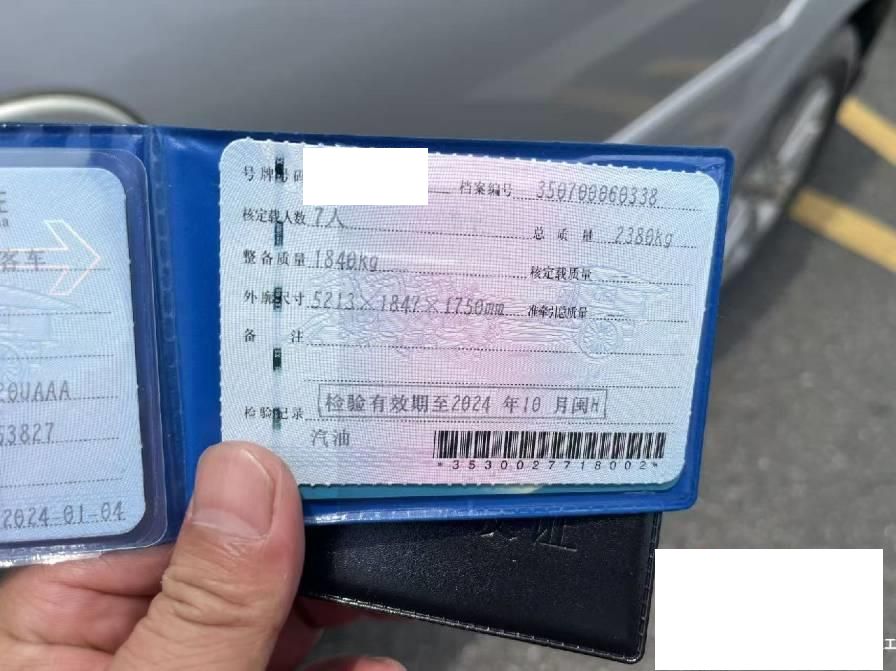 客车
20UAAA
53827
2024-01-04
号牌号码 档案编号 350700060338
核定载人数 7人 总质量 2380kg
整备质量 1840kg 核定载质量
外廓尺寸 5213×1847×1750mm 准牵引总质量
备注
检验记录 检验有效期至2024 年10 月闽H
汽油
*3530027718002*
工